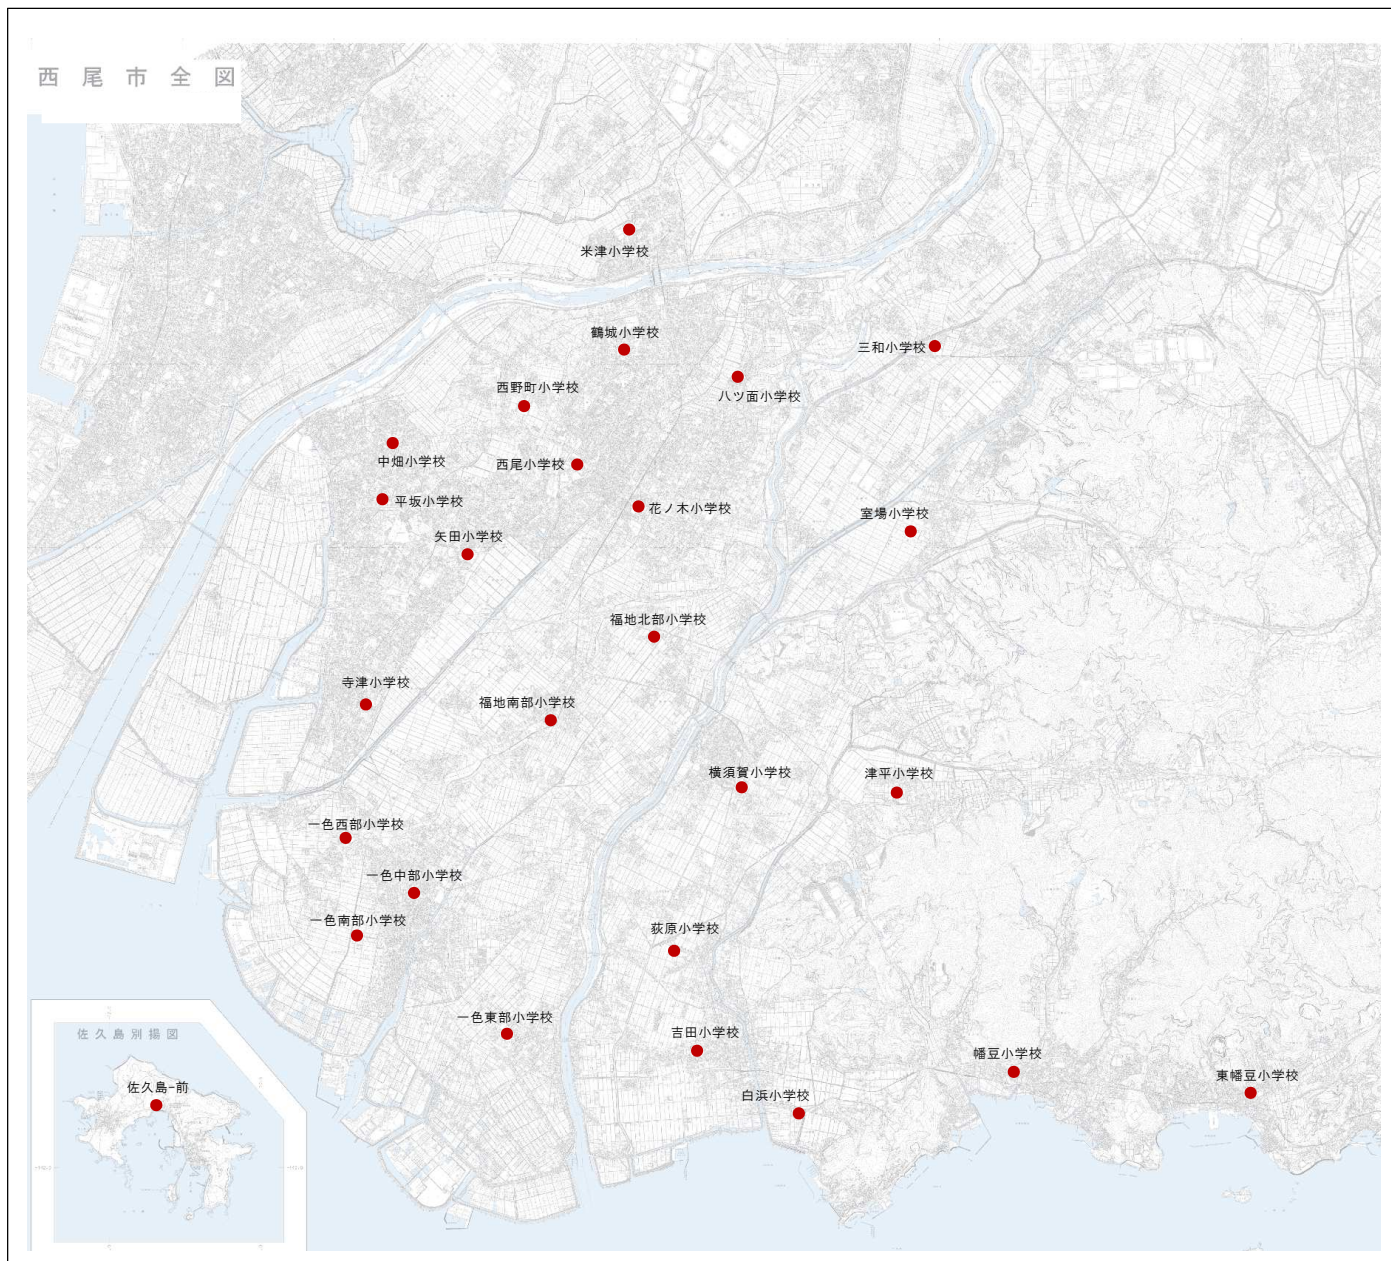 西尾市全図
米津小学校
鶴城小学校
三和小学校
西野町小学校
八ツ面小学校
中畑小学校
西尾小学校
平坂小学校
花ノ木小学校
室場小学校
矢田小学校
福地北部小学校
寺津小学校
福地南部小学校
横須賀小学校
津平小学校
一色西部小学校
一色中部小学校
一色南部小学校
荻原小学校
一色東部小学校
吉田小学校
佐久島別掲図
幡豆小学校
東幡豆小学校
佐久島-前
白浜小学校